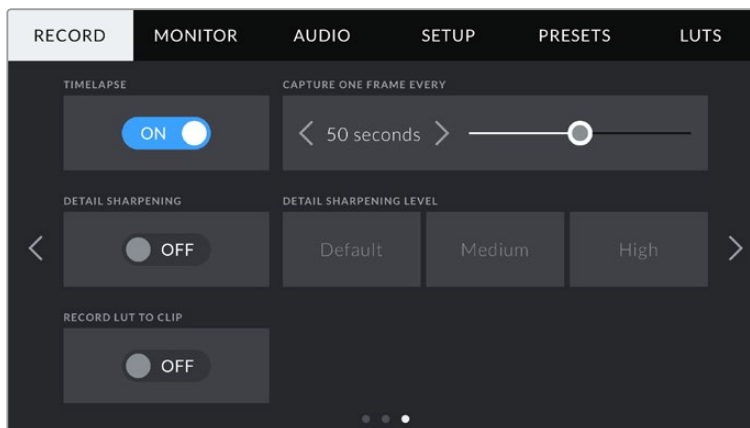 RECORD MONITOR AUDIO SETUP PRESETS LUTS
TIMELAPSE CAPTURE ONE FRAME EVERY
ON 50 seconds
DETAIL SHARPENING DETAIL SHARPENING LEVEL
OFF Default Medium High
RECORD LUT TO CLIP
OFF